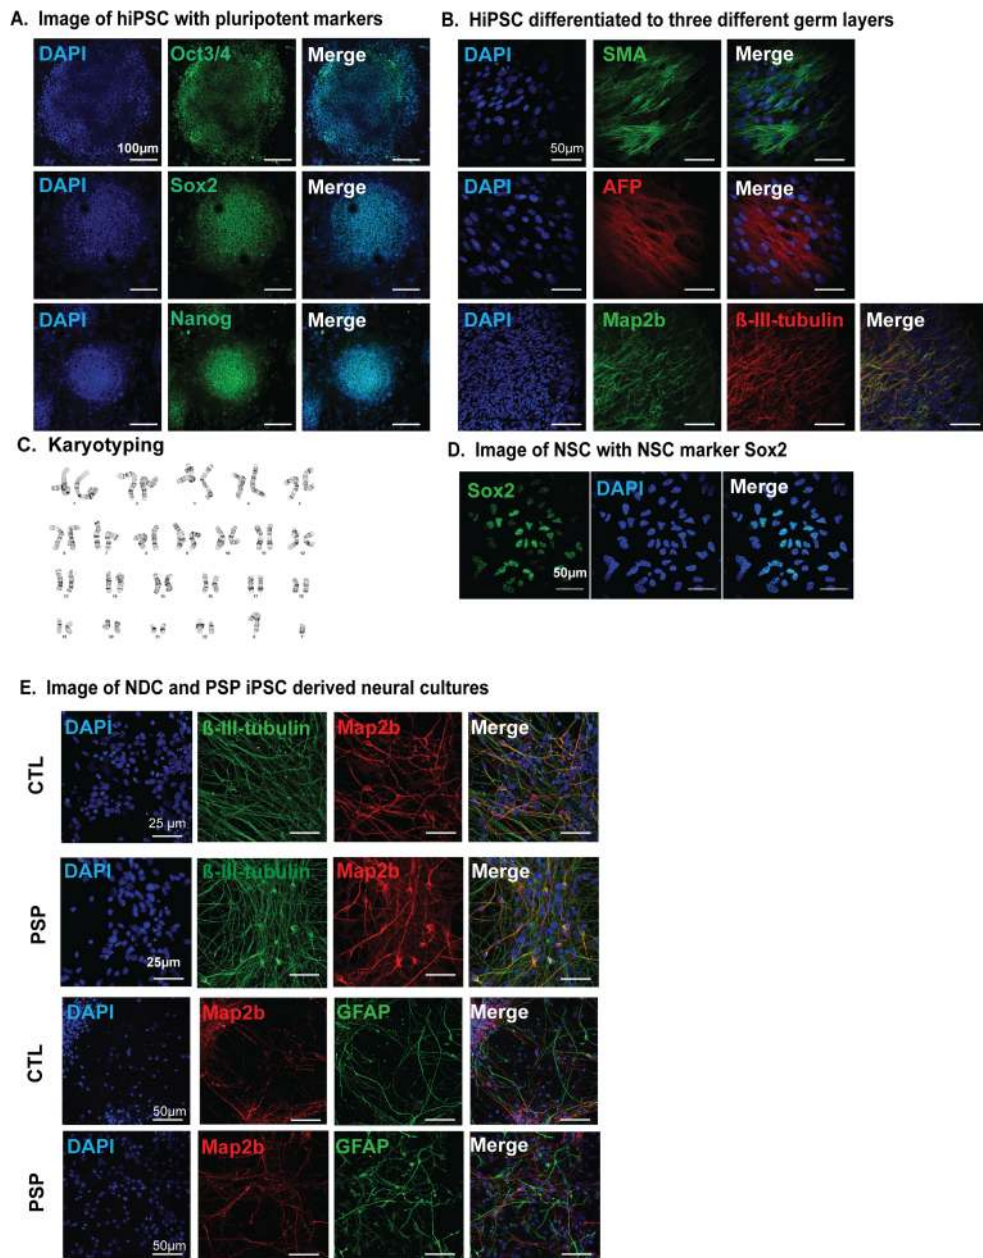 A. Image of hiPSC with pluripotent markers
DAPI Oct3/4 Merge
100µm
DAPI Sox2 Merge
DAPI Nanog Merge
B. HiPSC differentiated to three different germ layers
DAPI SMA Merge
50µm
DAPI AFP Merge
DAPI Map2b ß-III-tubulin Merge
C. Karyotyping
D. Image of NSC with NSC marker Sox2
Sox2 DAPI Merge
50µm
E. Image of NDC and PSP iPSC derived neural cultures
CTL
DAPI ß-III-tubulin Map2b Merge
25 µm
PSP
DAPI ß-III-tubulin Map2b Merge
25µm
CTL
DAPI Map2b GFAP Merge
50µm
PSP
DAPI Map2b GFAP Merge
50µm